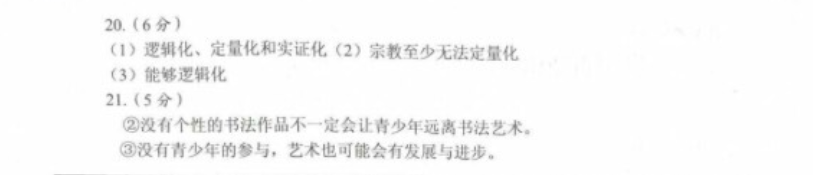 20.（6 分）
（1）逻辑化、定量化和实证化（2）宗教至少无法定量化
（3）能够逻辑化
21.（5 分）
②没有个性的书法作品不一定会让青少年远离书法艺术。
③没有青少年的参与，艺术也可能会有发展与进步。